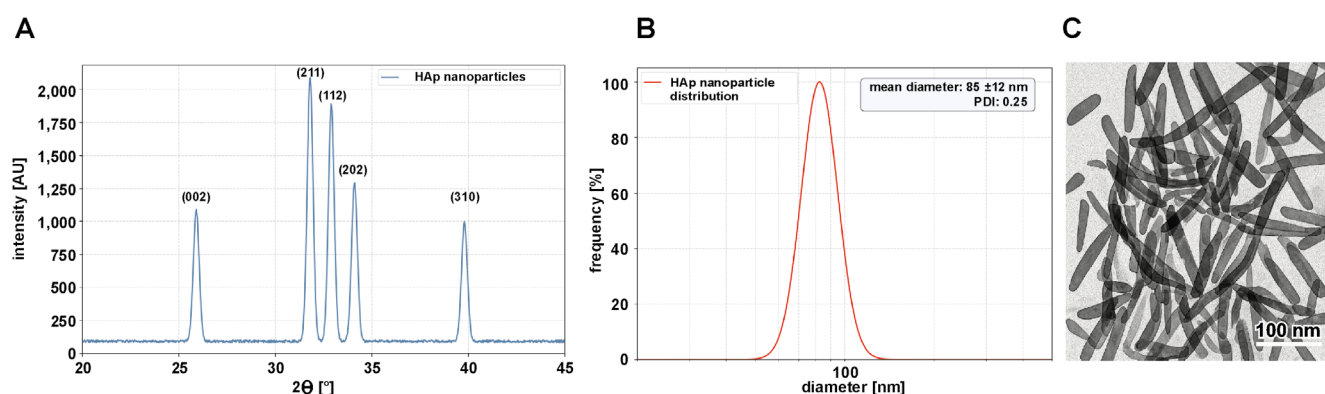 A
HAp nanoparticles
(211)
(112)
(202)
(002)
(310)
intensity [AU]
2,000
1,750
1,500
1,250
1,000
750
500
250
0
20
25
30
35
40
45
2Θ [°]
B
HAp nanoparticle
distribution
mean diameter: 85 ±12 nm
PDI: 0.25
frequency [%]
100
80
60
40
20
0
100
diameter [nm]
C
100 nm